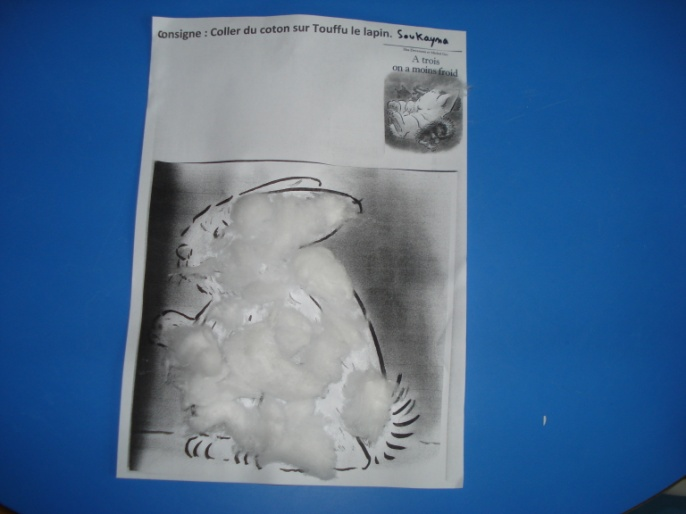 Consigne : Coller du coton sur Touffu le lapin. Soukayna
A trois
on a moins froid